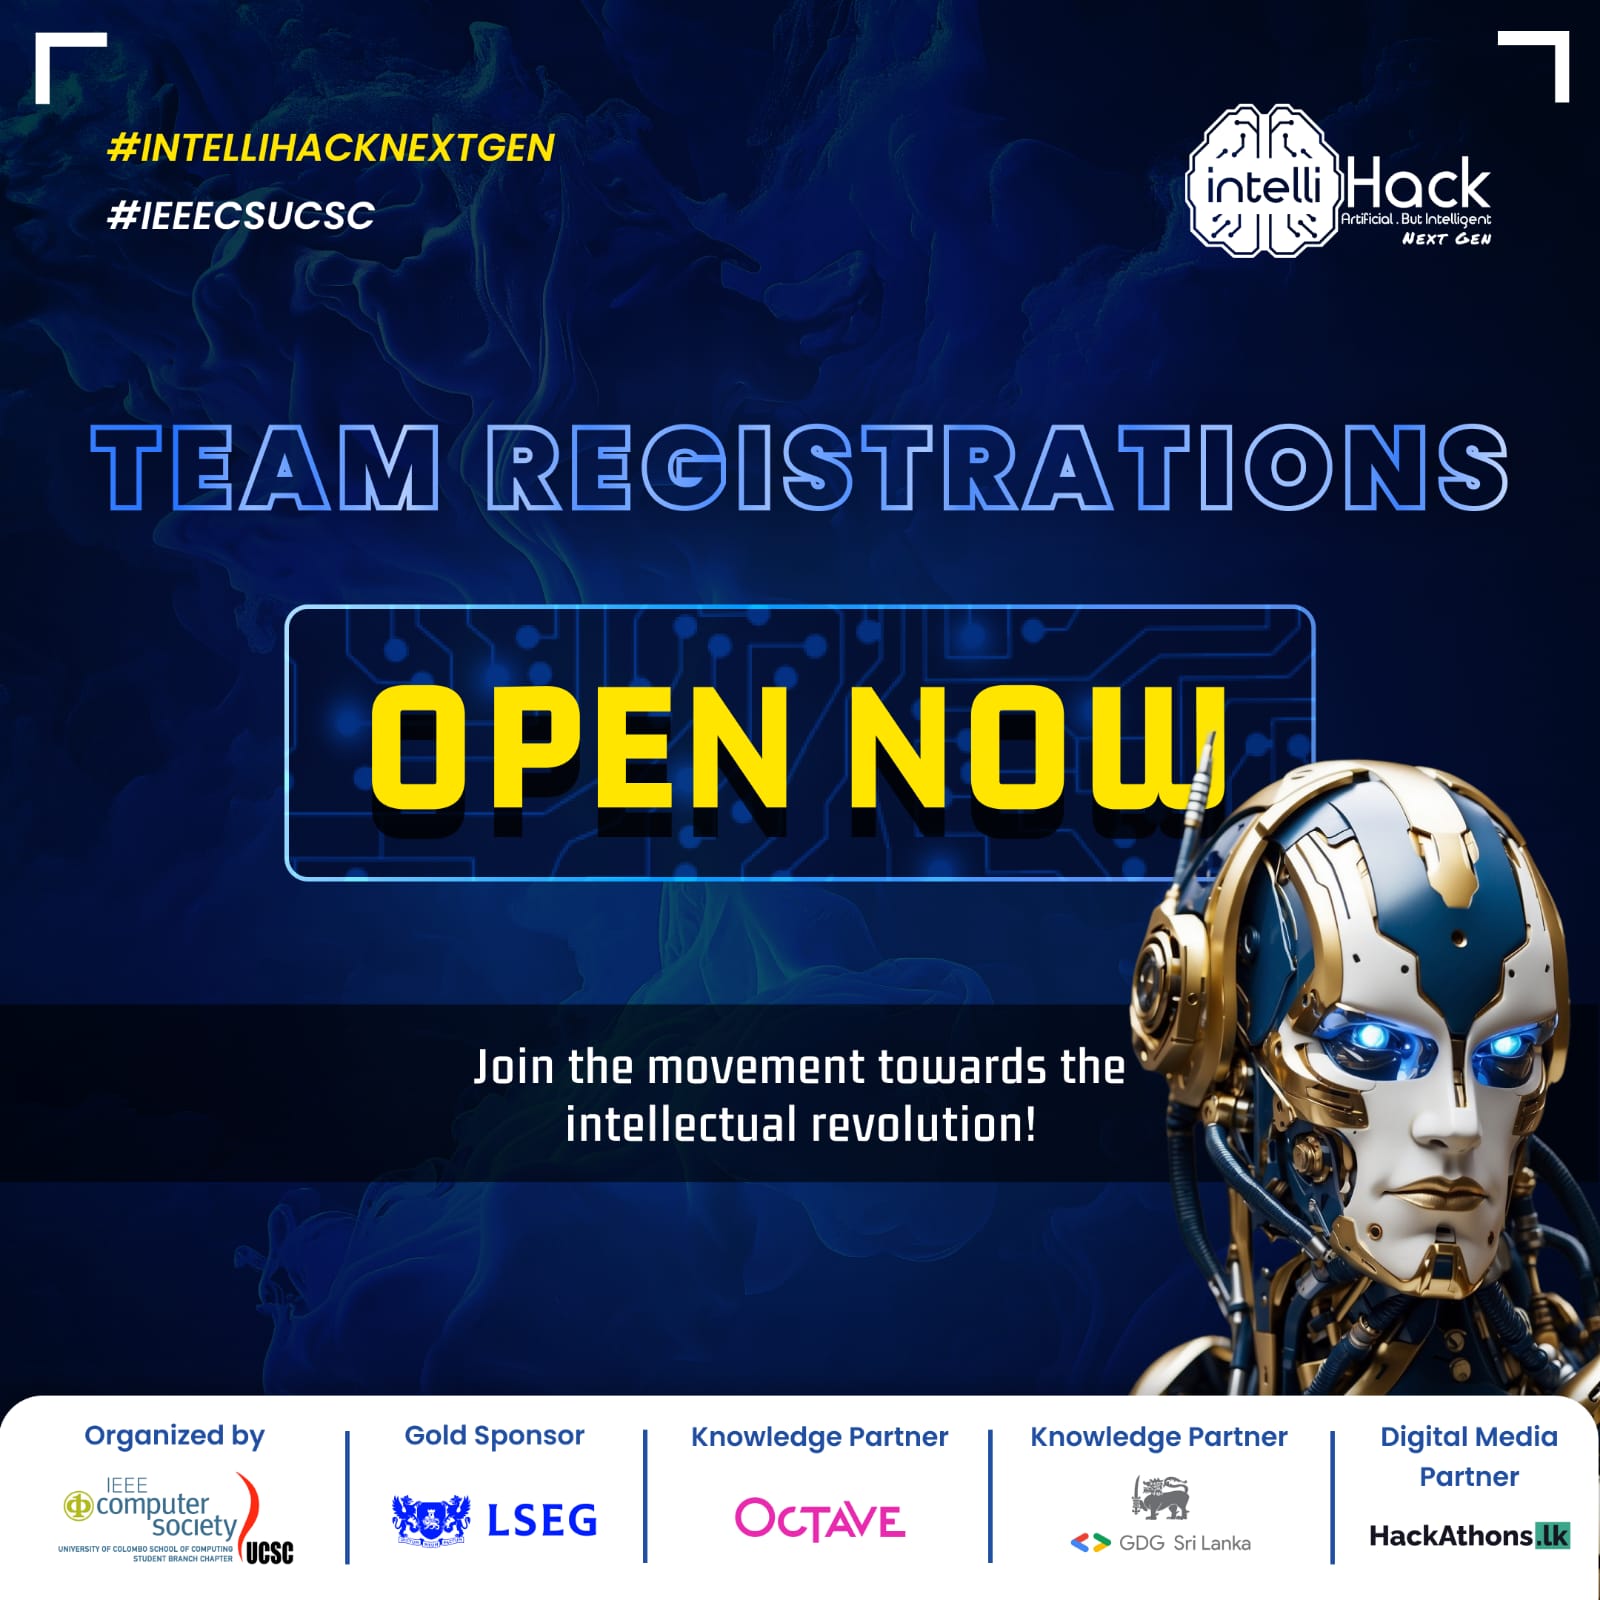 #INTELLIHACKNEXTGEN
#IEEECSUCSC
intelli Hack
Artificial . But Intelligent
NEXT GEN
TEAM REGISTRATIONS
OPEN NOW
Join the movement towards the
intellectual revolution!
Organized by
IEEE
computer
society
UNIVERSITY OF COLOMBO SCHOOL OF COMPUTING
STUDENT BRANCH CHAPTER
UCSC
Gold Sponsor
LSEG
Knowledge Partner
OCTAVE
Knowledge Partner
GDG Sri Lanka
Digital Media
Partner
HackAthons.lk